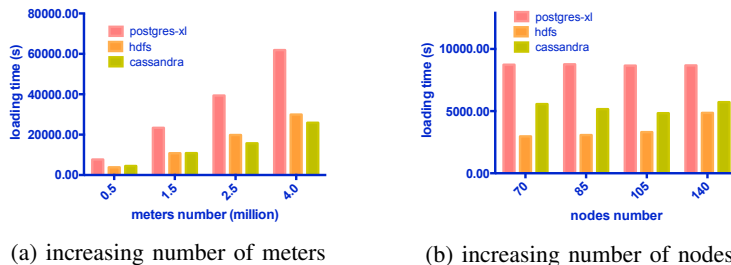 80000.00
60000.00
40000.00
20000.00
0.00
loading time (s)
postgres-xl
hdfs
cassandra
0.5
1.5
2.5
4.0
meters number (million)
(a) increasing number of meters
10000.00
5000.00
0.00
loading time (s)
postgres-xl
hdfs
cassandra
70
85
105
140
nodes number
(b) increasing number of nodes